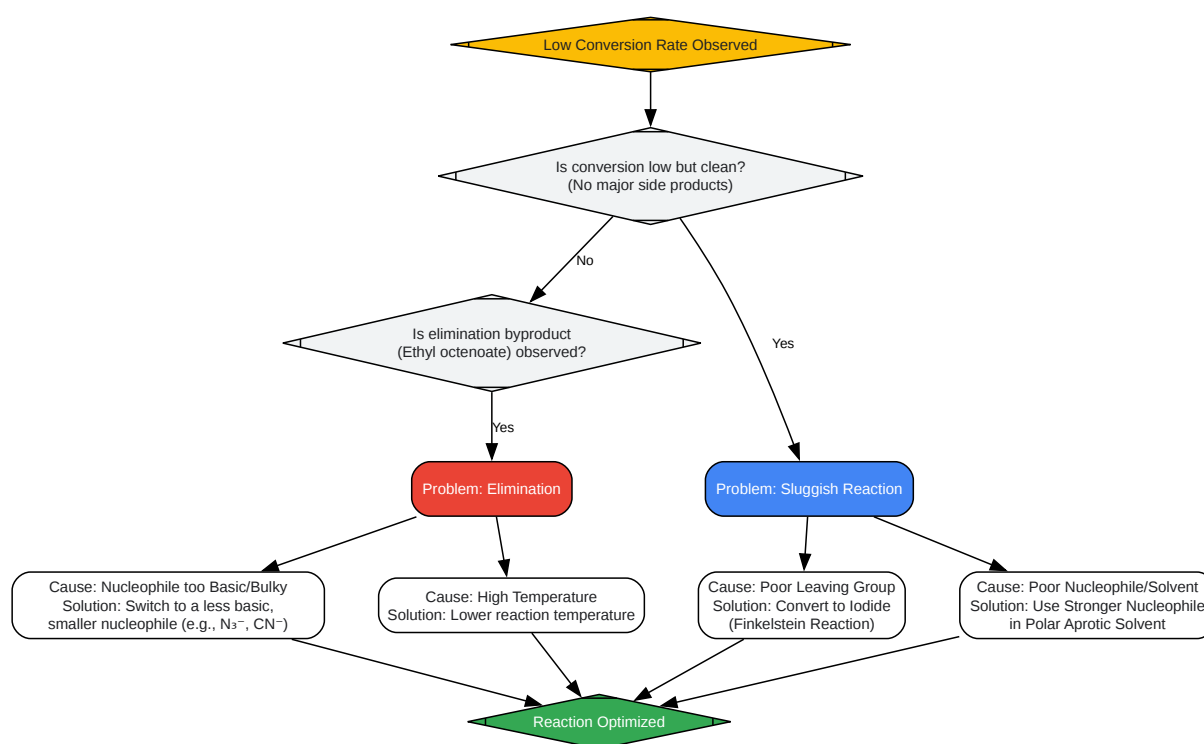 Low Conversion Rate Observed
Is conversion low but clean?
(No major side products)
No
Is elimination byproduct
(Ethyl octenoate) observed?
Yes
Yes
Problem: Elimination
Problem: Sluggish Reaction
Cause: Nucleophile too Basic/Bulky
Solution: Switch to a less basic,
smaller nucleophile (e.g., N₃⁻, CN⁻)
Cause: High Temperature
Solution: Lower reaction temperature
Cause: Poor Leaving Group
Solution: Convert to Iodide
(Finkelstein Reaction)
Cause: Poor Nucleophile/Solvent
Solution: Use Stronger Nucleophile
in Polar Aprotic Solvent
Reaction Optimized